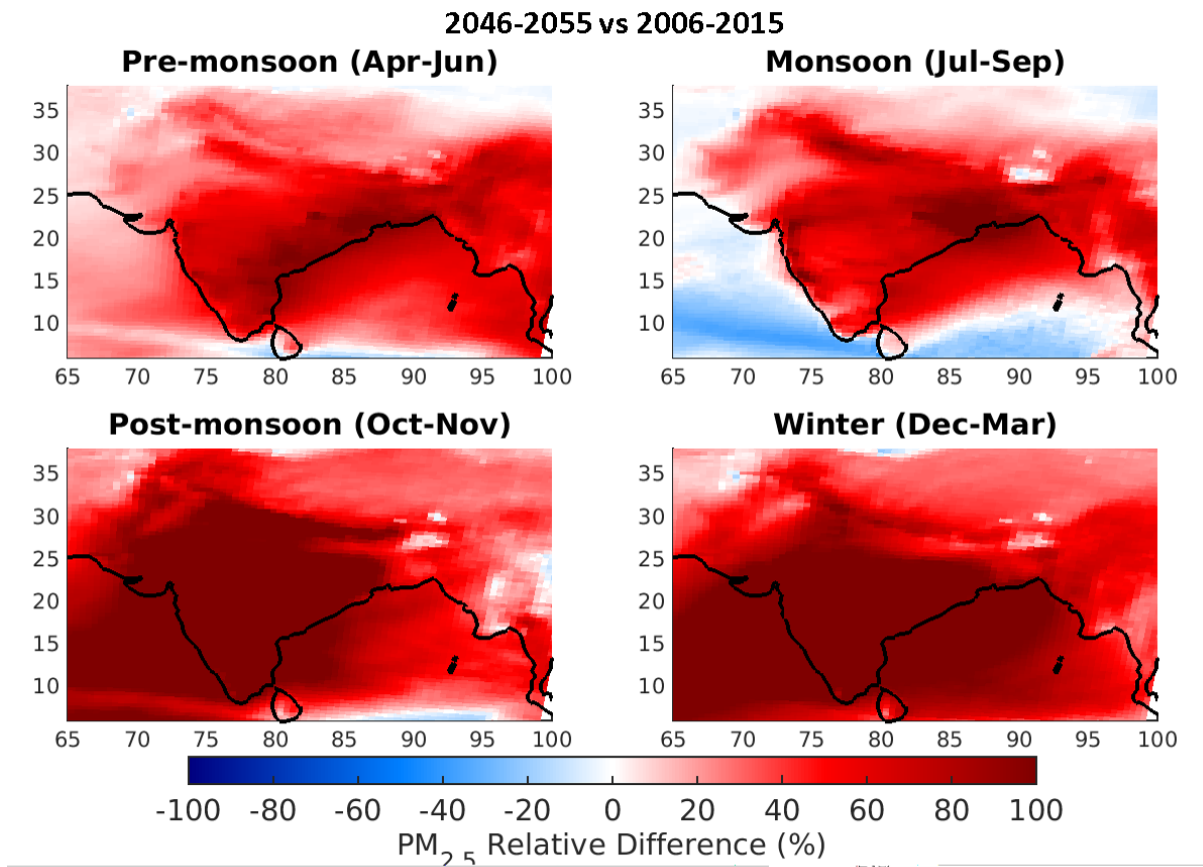 2046-2055 vs 2006-2015
Pre-monsoon (Apr-Jun)
Monsoon (Jul-Sep)
35
30
25
20
15
10
65 70 75 80 85 90 95 100
35
30
25
20
15
10
65 70 75 80 85 90 95 100
Post-monsoon (Oct-Nov)
Winter (Dec-Mar)
35
30
25
20
15
10
65 70 75 80 85 90 95 100
35
30
25
20
15
10
65 70 75 80 85 90 95 100
-100 -80 -60 -40 -20 0 20 40 60 80 100
PM2.5 Relative Difference (%)